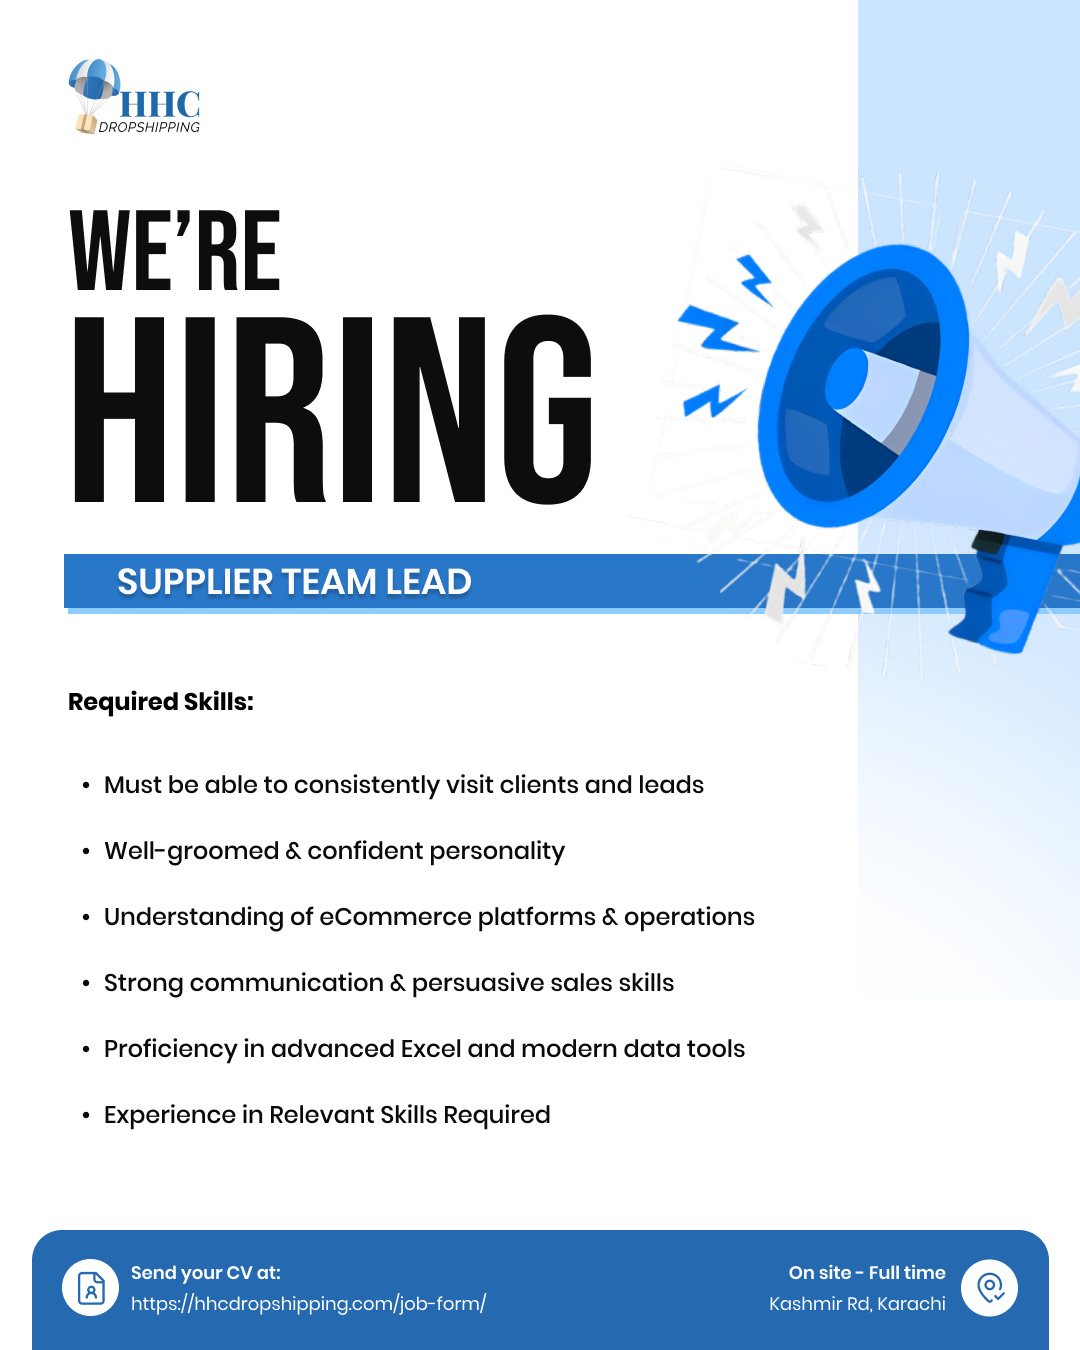 HHC
DROPSHIPPING
WE’RE
HIRING
SUPPLIER TEAM LEAD
Required Skills:
• Must be able to consistently visit clients and leads
• Well-groomed & confident personality
• Understanding of eCommerce platforms & operations
• Strong communication & persuasive sales skills
• Proficiency in advanced Excel and modern data tools
• Experience in Relevant Skills Required
Send your CV at:
https://hhcdropshipping.com/job-form/
On site - Full time
Kashmir Rd, Karachi